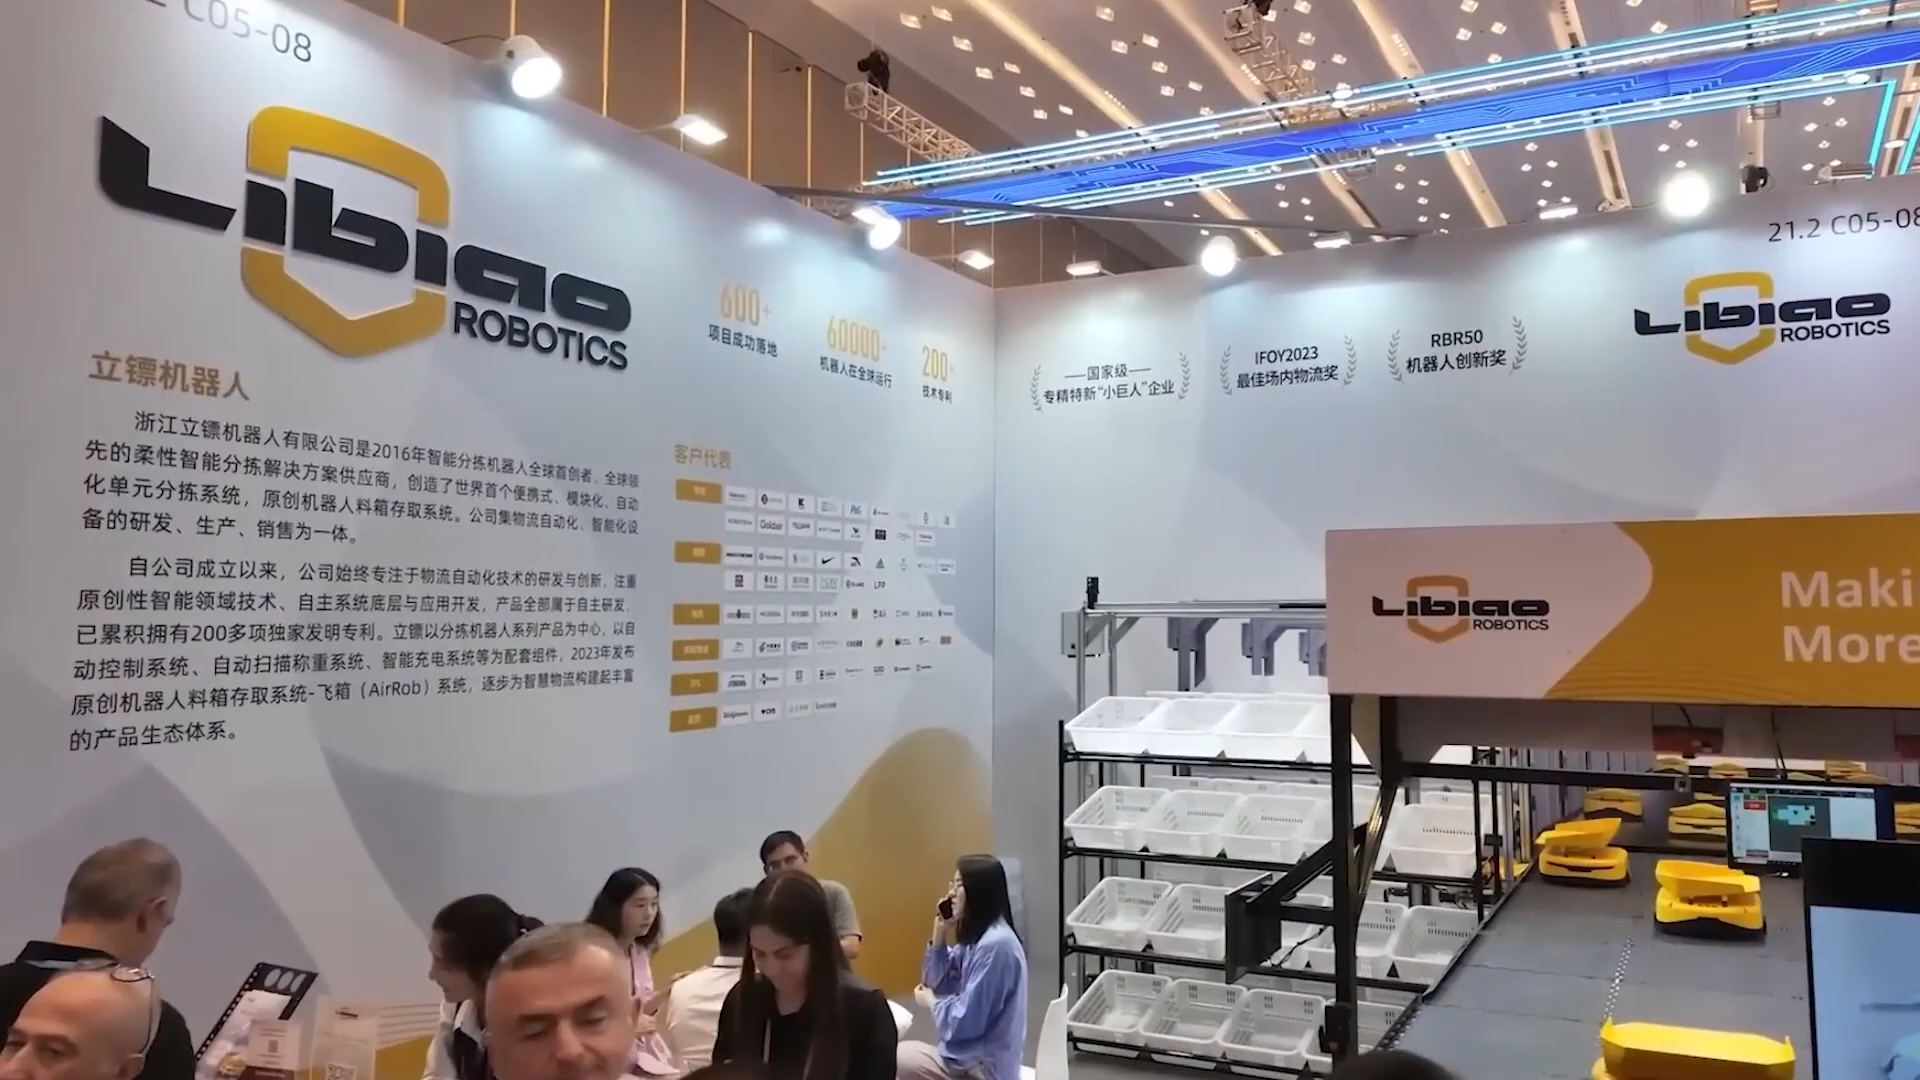 C05-08
Libiao
ROBOTICS
立镖机器人
浙江立镖机器人有限公司是2016年智能分拣机器人全球首创者，全球领
先的柔性智能分拣解决方案供应商，创造了世界首个便携式、模块化、自动
化单元分拣系统，原创机器人料箱存取系统。公司集物流自动化、智能化设
备的研发、生产、销售为一体。
自公司成立以来，公司始终专注于物流自动化技术的研发与创新，注重
原创性智能领域技术、自主系统底层与应用开发，产品全部属于自主研发，
已累积拥有200多项独家发明专利。立镖以分拣机器人系列产品为中心，以自
动控制系统、自动扫描称重系统、智能充电系统等为配套组件，2023年发布
原创机器人料箱存取系统-飞箱（AirRob）系统，逐步为智慧物流构建起丰富
的产品生态体系。
600+
项目成功落地
60000+
机器人在全球运行
200+
技术专利
客户代表
K
P&G
Goldair
LPP
SHEIN
Walgreens
CVS
国家级
专精特新“小巨人”企业
IFOY2023
最佳场内物流奖
RBR50
机器人创新奖
21.2 C05-08
Libiao
ROBOTICS
Libiao
ROBOTICS
Maki
More
Libiao